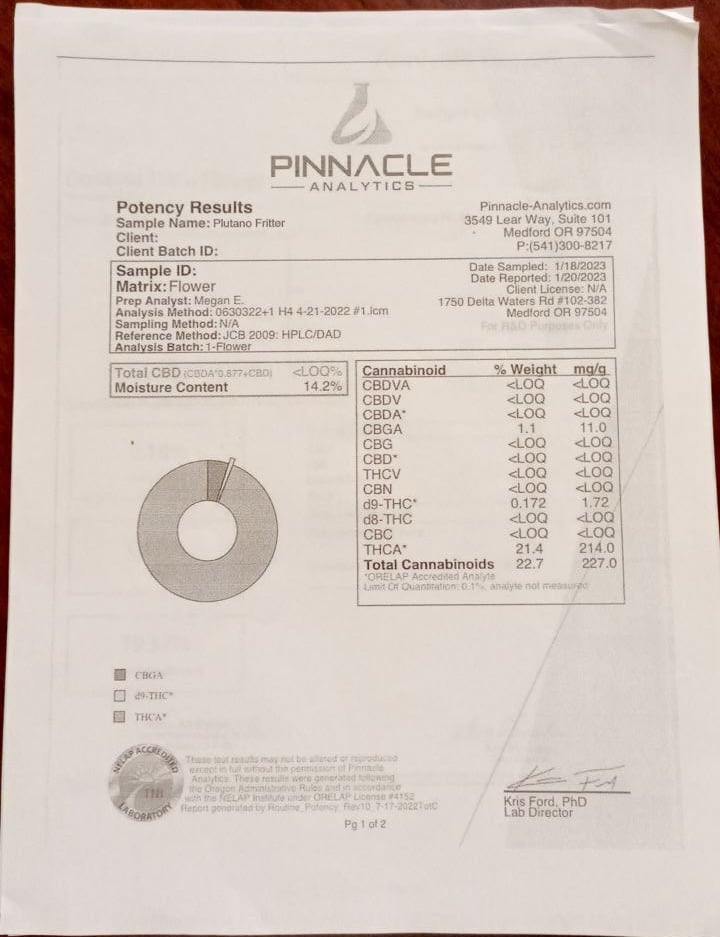 PINNACLE
ANALYTICS
Potency Results
Sample Name: Plutano Fritter
Client:
Client Batch ID:
Pinnacle-Analytics.com
3549 Lear Way, Suite 101
Medford OR 97504
P:(541)300-8217
Sample ID:
Matrix: Flower
Prep Analyst: Megan E.
Analysis Method: 0630322+1 H4 4-21-2022 #1.lcm
Sampling Method: N/A
Reference Method: JCB 2009: HPLC/DAD
Analysis Batch: 1-Flower
Date Sampled: 1/18/2023
Date Reported: 1/20/2023
Client License: N/A
1750 Delta Waters Rd #102-382
Medford OR 97504
For R&D Purposes Only
Total CBD (CBDA*0.877+CBD) <LOQ%
Moisture Content 14.2%
Cannabinoid % Weight mg/g
CBDVA <LOQ <LOQ
CBDV <LOQ <LOQ
CBDA* <LOQ <LOQ
CBGA 1.1 11.0
CBG <LOQ <LOQ
CBD* <LOQ <LOQ
THCV <LOQ <LOQ
CBN <LOQ <LOQ
d9-THC* 0.172 1.72
d8-THC <LOQ <LOQ
CBC <LOQ <LOQ
THCA* 21.4 214.0
Total Cannabinoids 22.7 227.0
*ORELAP Accredited Analyte
Limit Of Quantitation: 0.1%, analyte not measured
CBGA
d9-THC*
THCA*
NELAP ACCREDITED
TNI
LABORATORY
These test results may not be altered or reproduced
except in full without the permission of Pinnacle
Analytics. These results were generated following
the Oregon Administrative Rules and in accordance
with the NELAP Institute under ORELAP License #4152
Report generated by Routine_Potency, Rev10_7-17-2022TotC
Kris Ford, PhD
Lab Director
Pg 1 of 2